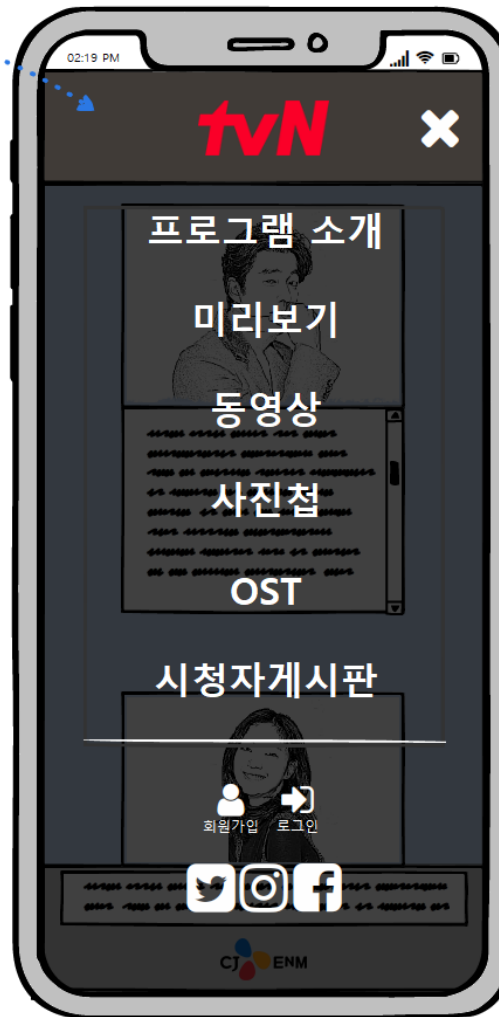 02:19 PM
tvN
프로그램 소개
미리보기
동영상
사진첩
OST
시청자게시판
회원가입 로그인
CJ ENM